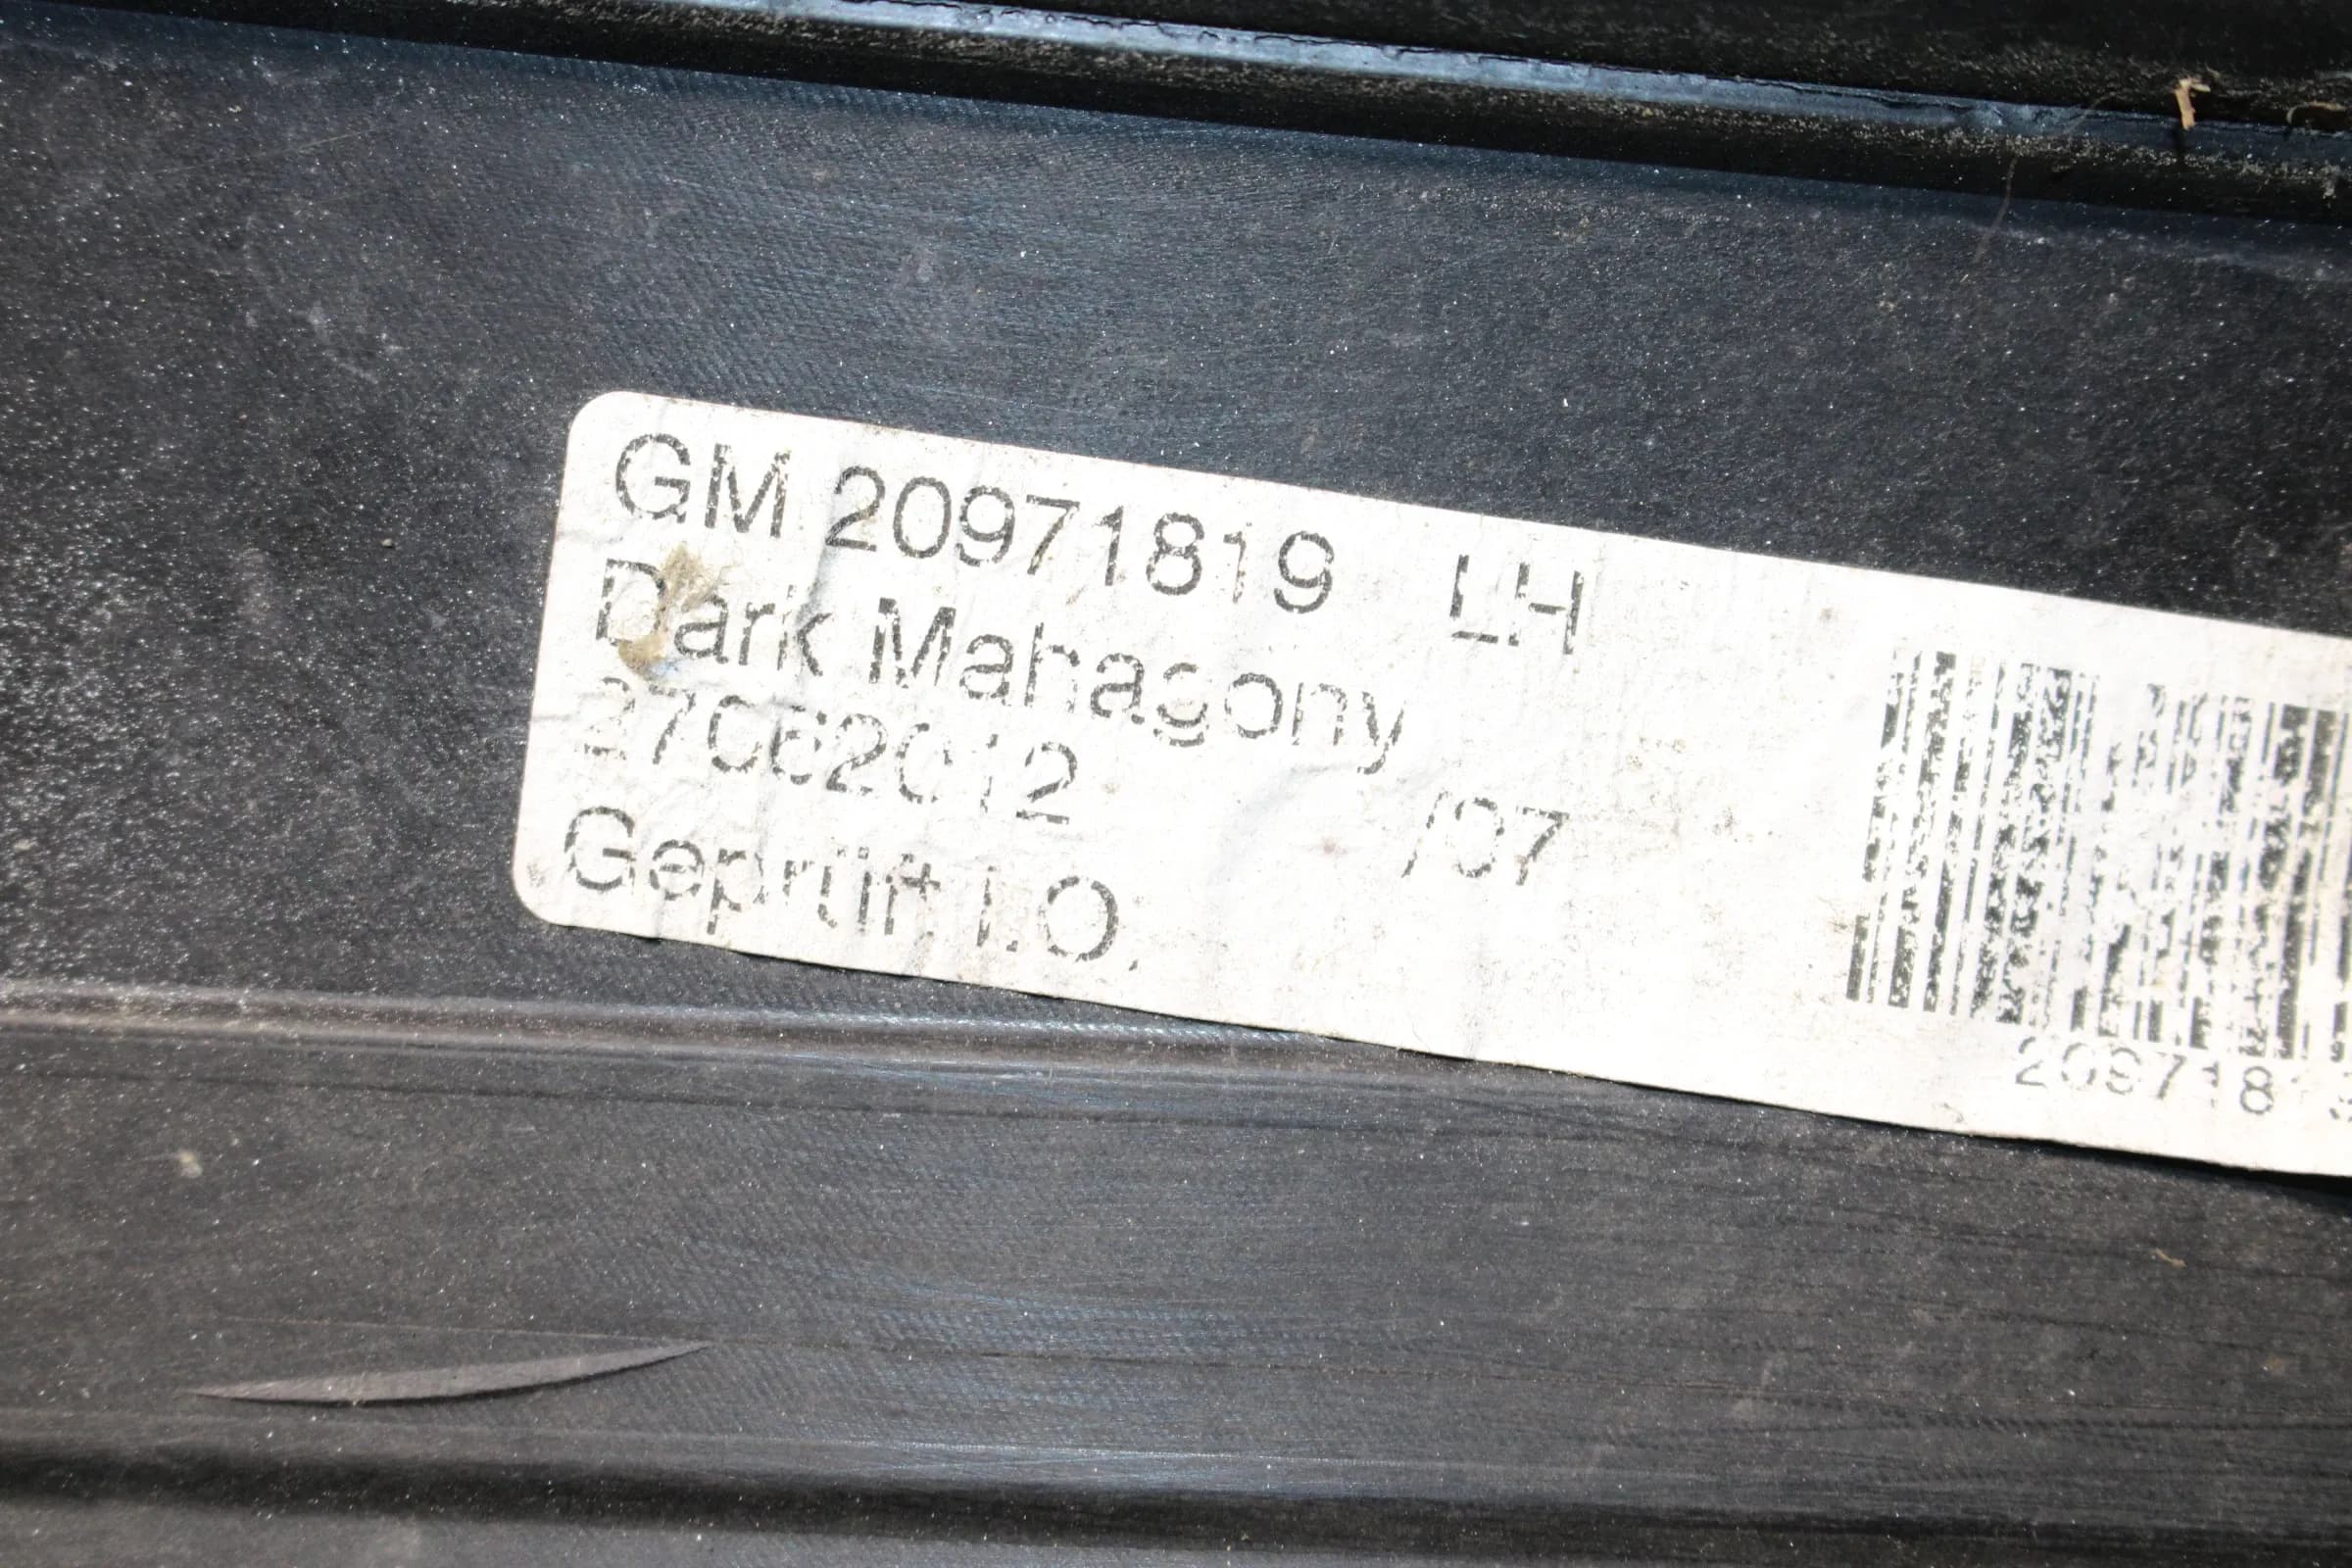 GM 20971819 LH
Dark Mahagony
27062012 /07
Geprüft I.O.
2097181